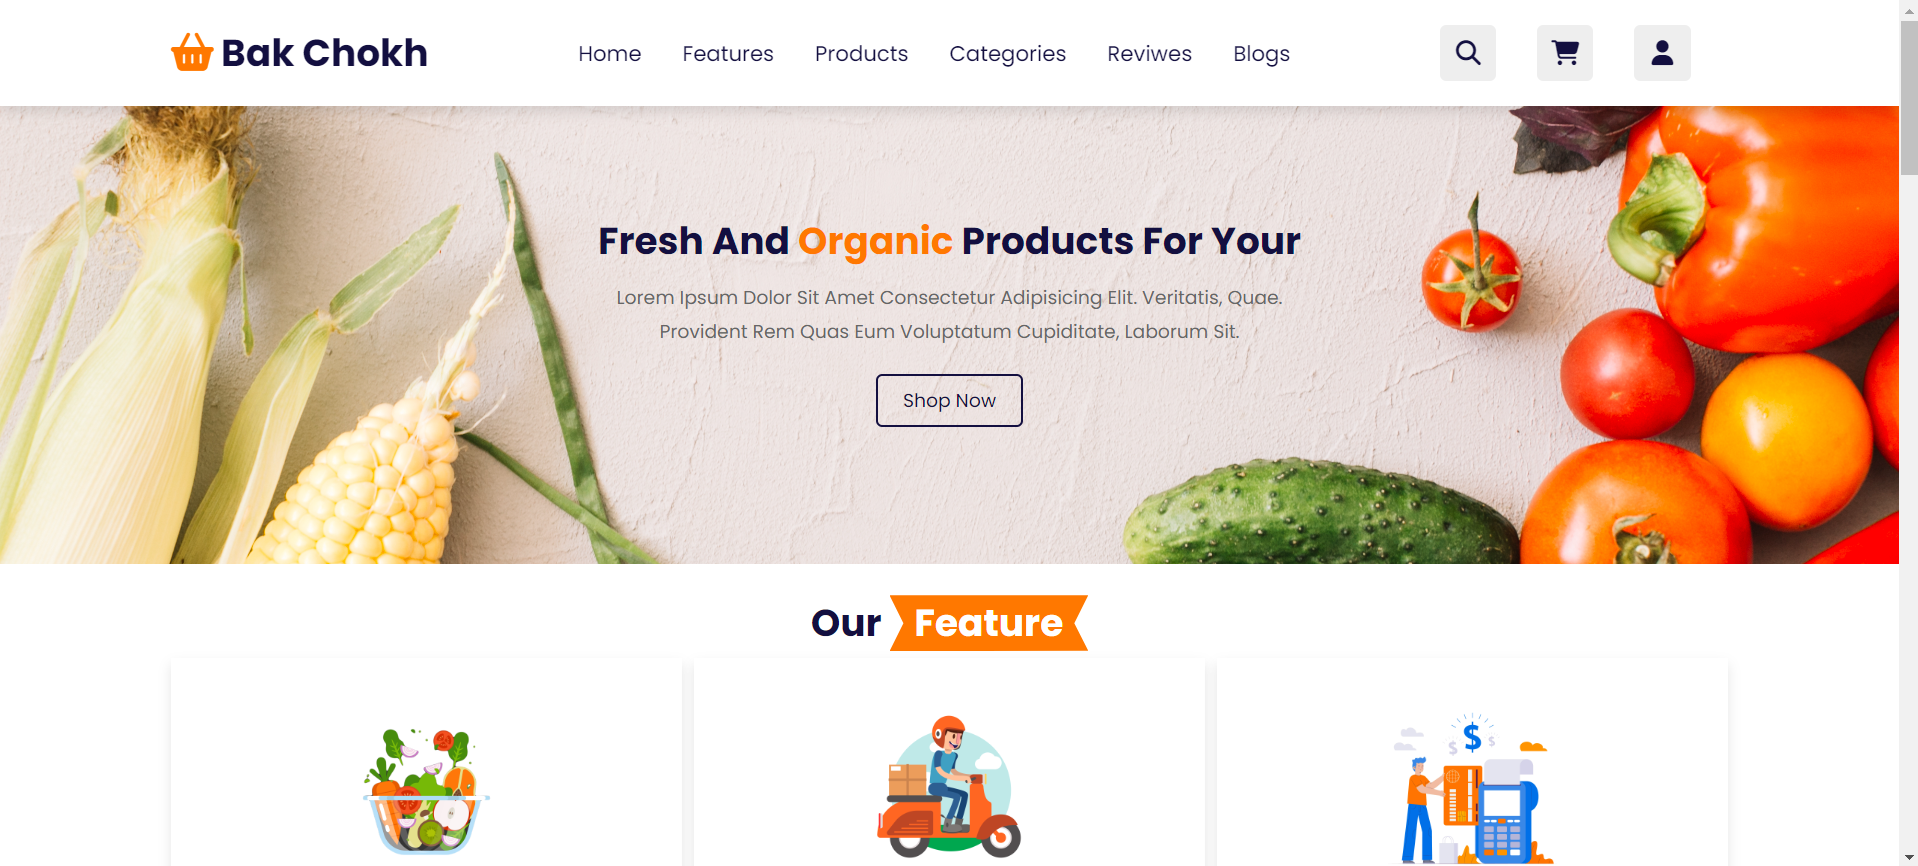 Bak Chokh
Home Features Products Categories Reviwes Blogs
Fresh And Organic Products For Your
Lorem Ipsum Dolor Sit Amet Consectetur Adipisicing Elit. Veritatis, Quae.
Provident Rem Quas Eum Voluptatum Cupiditate, Laborum Sit.
Shop Now
Our Feature
$ $ $